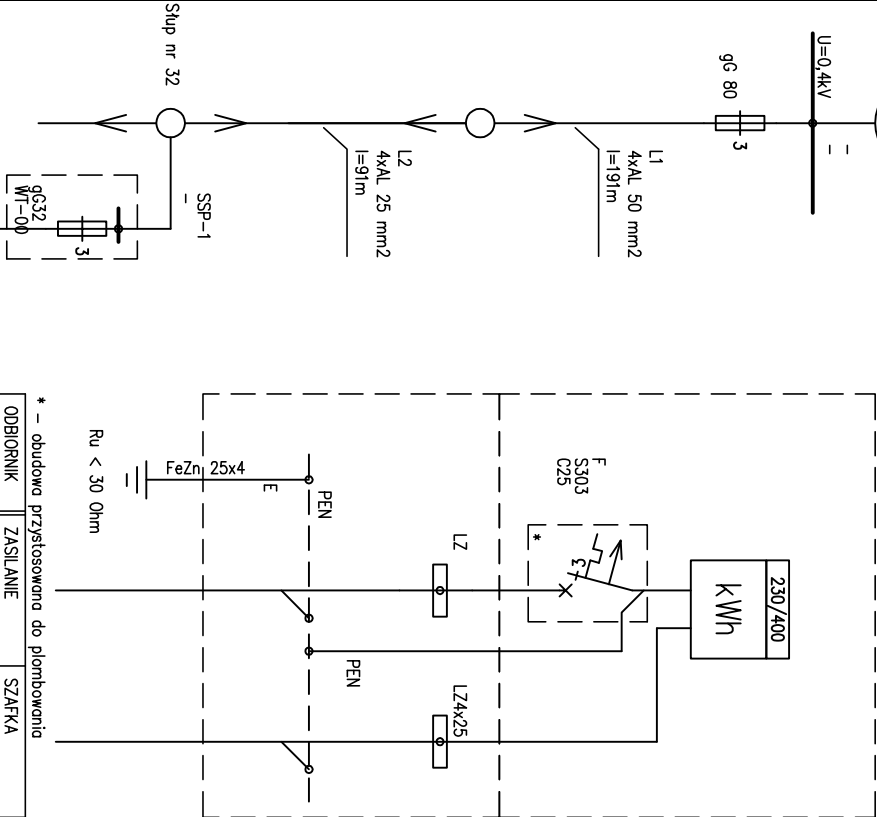 U=0,4kV
-
-
gG 80
3
L1
4xAL 50 mm2
l=191m
L2
4xAL 25 mm2
l=91m
Słup nr 32
SSP-1
-
gG32
WT-00
3
230/400
kWh
F
S303
C25
*
3
LZ
LZ4x25
PEN
PEN
E
FeZn 25x4
Ru < 30 Ohm
* - obudowa przystosowana do plombowania
ODBIORNIK
ZASILANIE
SZAFKA